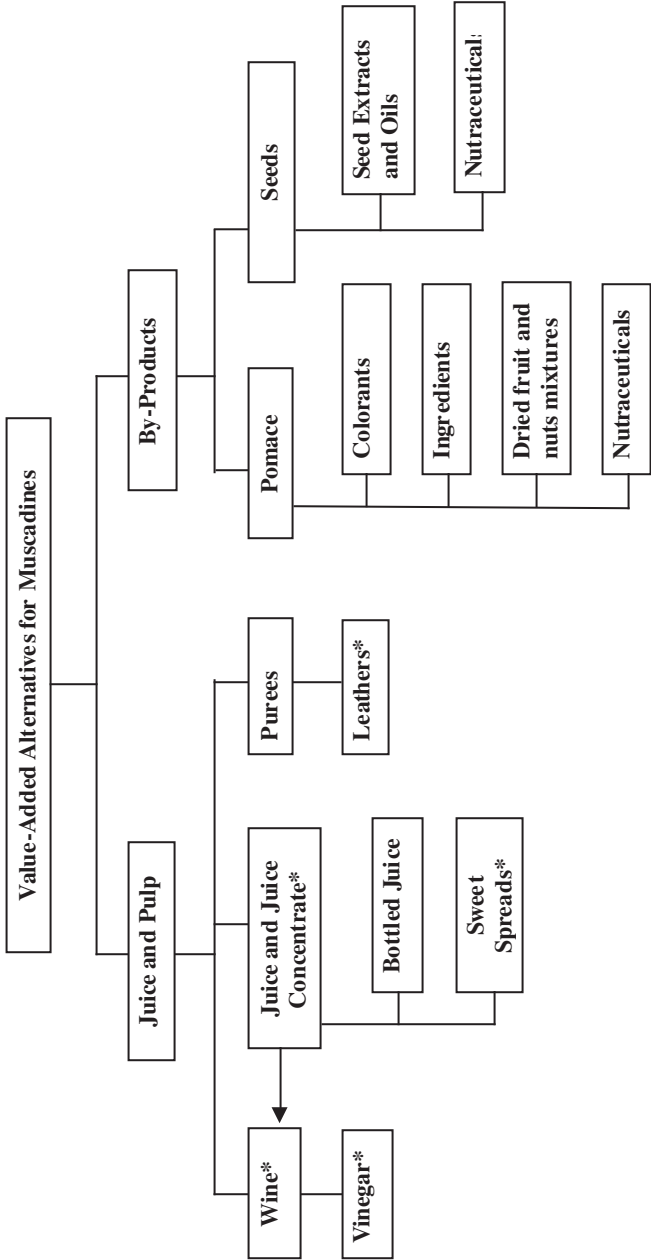 Value-Added Alternatives for Muscadines
Juice and Pulp
By-Products
Wine*
Juice and Juice
Concentrate*
Purees
Pomace
Seeds
Vinegar*
Bottled Juice
Sweet
Spreads*
Leathers*
Colorants
Ingredients
Dried fruit and
nuts mixtures
Nutraceuticals
Seed Extracts
and Oils
Nutraceutical